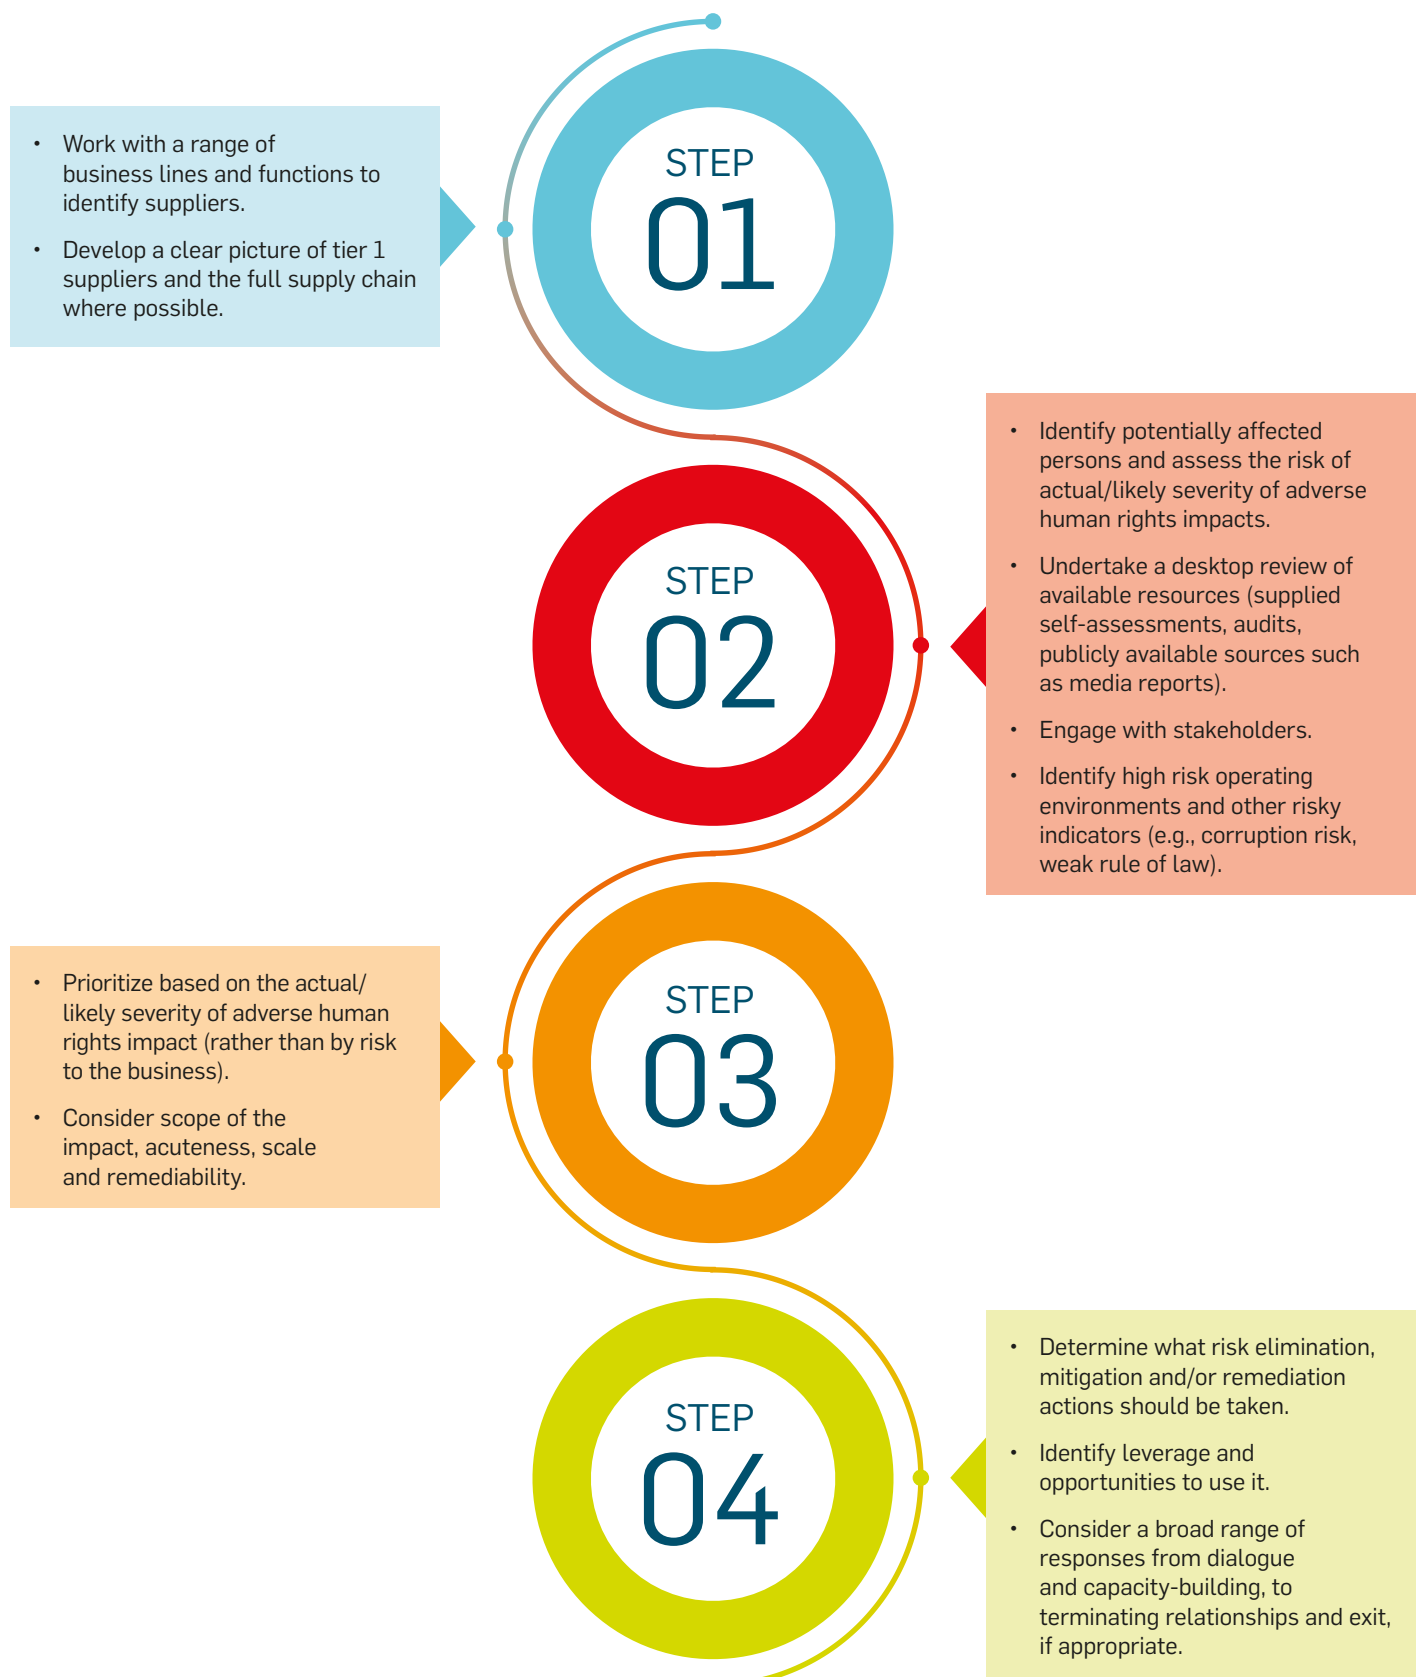 STEP
01
• Work with a range of
business lines and functions to
identify suppliers.
• Develop a clear picture of tier 1
suppliers and the full supply chain
where possible.
STEP
02
• Identify potentially affected
persons and assess the risk of
actual/likely severity of adverse
human rights impacts.
• Undertake a desktop review of
available resources (supplied
self-assessments, audits,
publicly available sources such
as media reports).
• Engage with stakeholders.
• Identify high risk operating
environments and other risky
indicators (e.g., corruption risk,
weak rule of law).
STEP
03
• Prioritize based on the actual/
likely severity of adverse human
rights impact (rather than by risk
to the business).
• Consider scope of the
impact, acuteness, scale
and remediability.
STEP
04
• Determine what risk elimination,
mitigation and/or remediation
actions should be taken.
• Identify leverage and
opportunities to use it.
• Consider a broad range of
responses from dialogue
and capacity-building, to
terminating relationships and exit,
if appropriate.